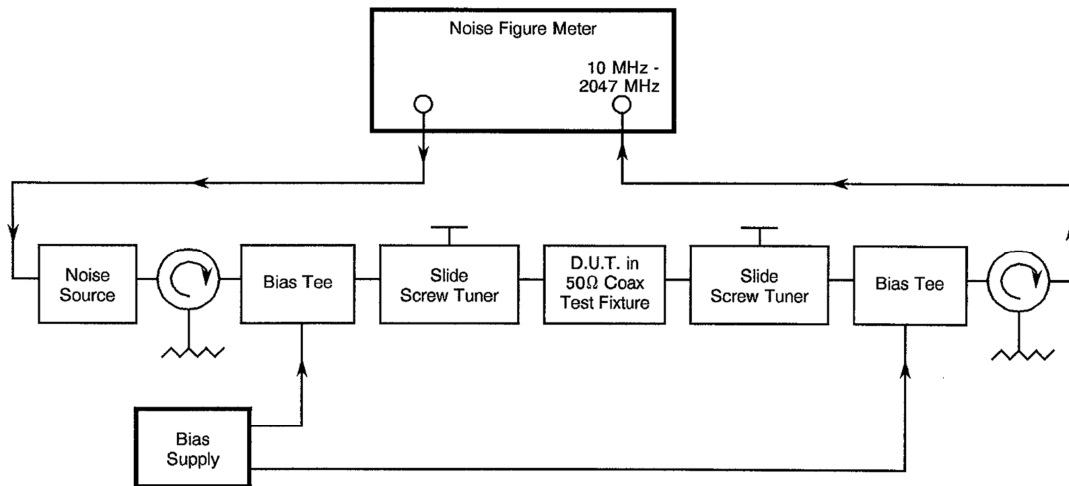 Noise Figure Meter
10 MHz -
2047 MHz
Noise
Source
Bias Tee
Slide
Screw Tuner
D.U.T. in
50Ω Coax
Test Fixture
Slide
Screw Tuner
Bias Tee
Bias
Supply